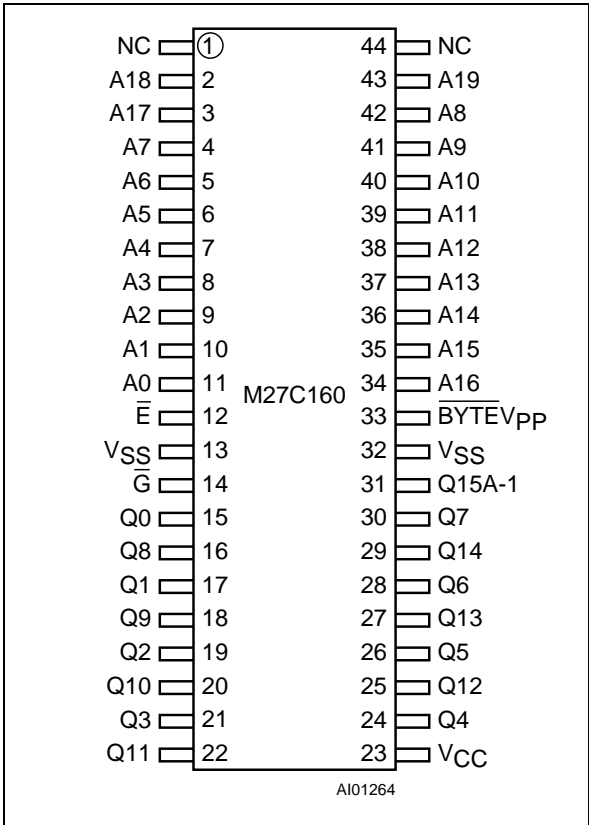 NC 1 44 NC
A18 2 43 A19
A17 3 42 A8
A7 4 41 A9
A6 5 40 A10
A5 6 39 A11
A4 7 38 A12
A3 8 37 A13
A2 9 36 A14
A1 10 35 A15
A0 11 34 A16
M27C160
E̅ 12 33 B̅Y̅T̅E̅VPP
VSS 13 32 VSS
G̅ 14 31 Q15A-1
Q0 15 30 Q7
Q8 16 29 Q14
Q1 17 28 Q6
Q9 18 27 Q13
Q2 19 26 Q5
Q10 20 25 Q12
Q3 21 24 Q4
Q11 22 23 VCC
AI01264